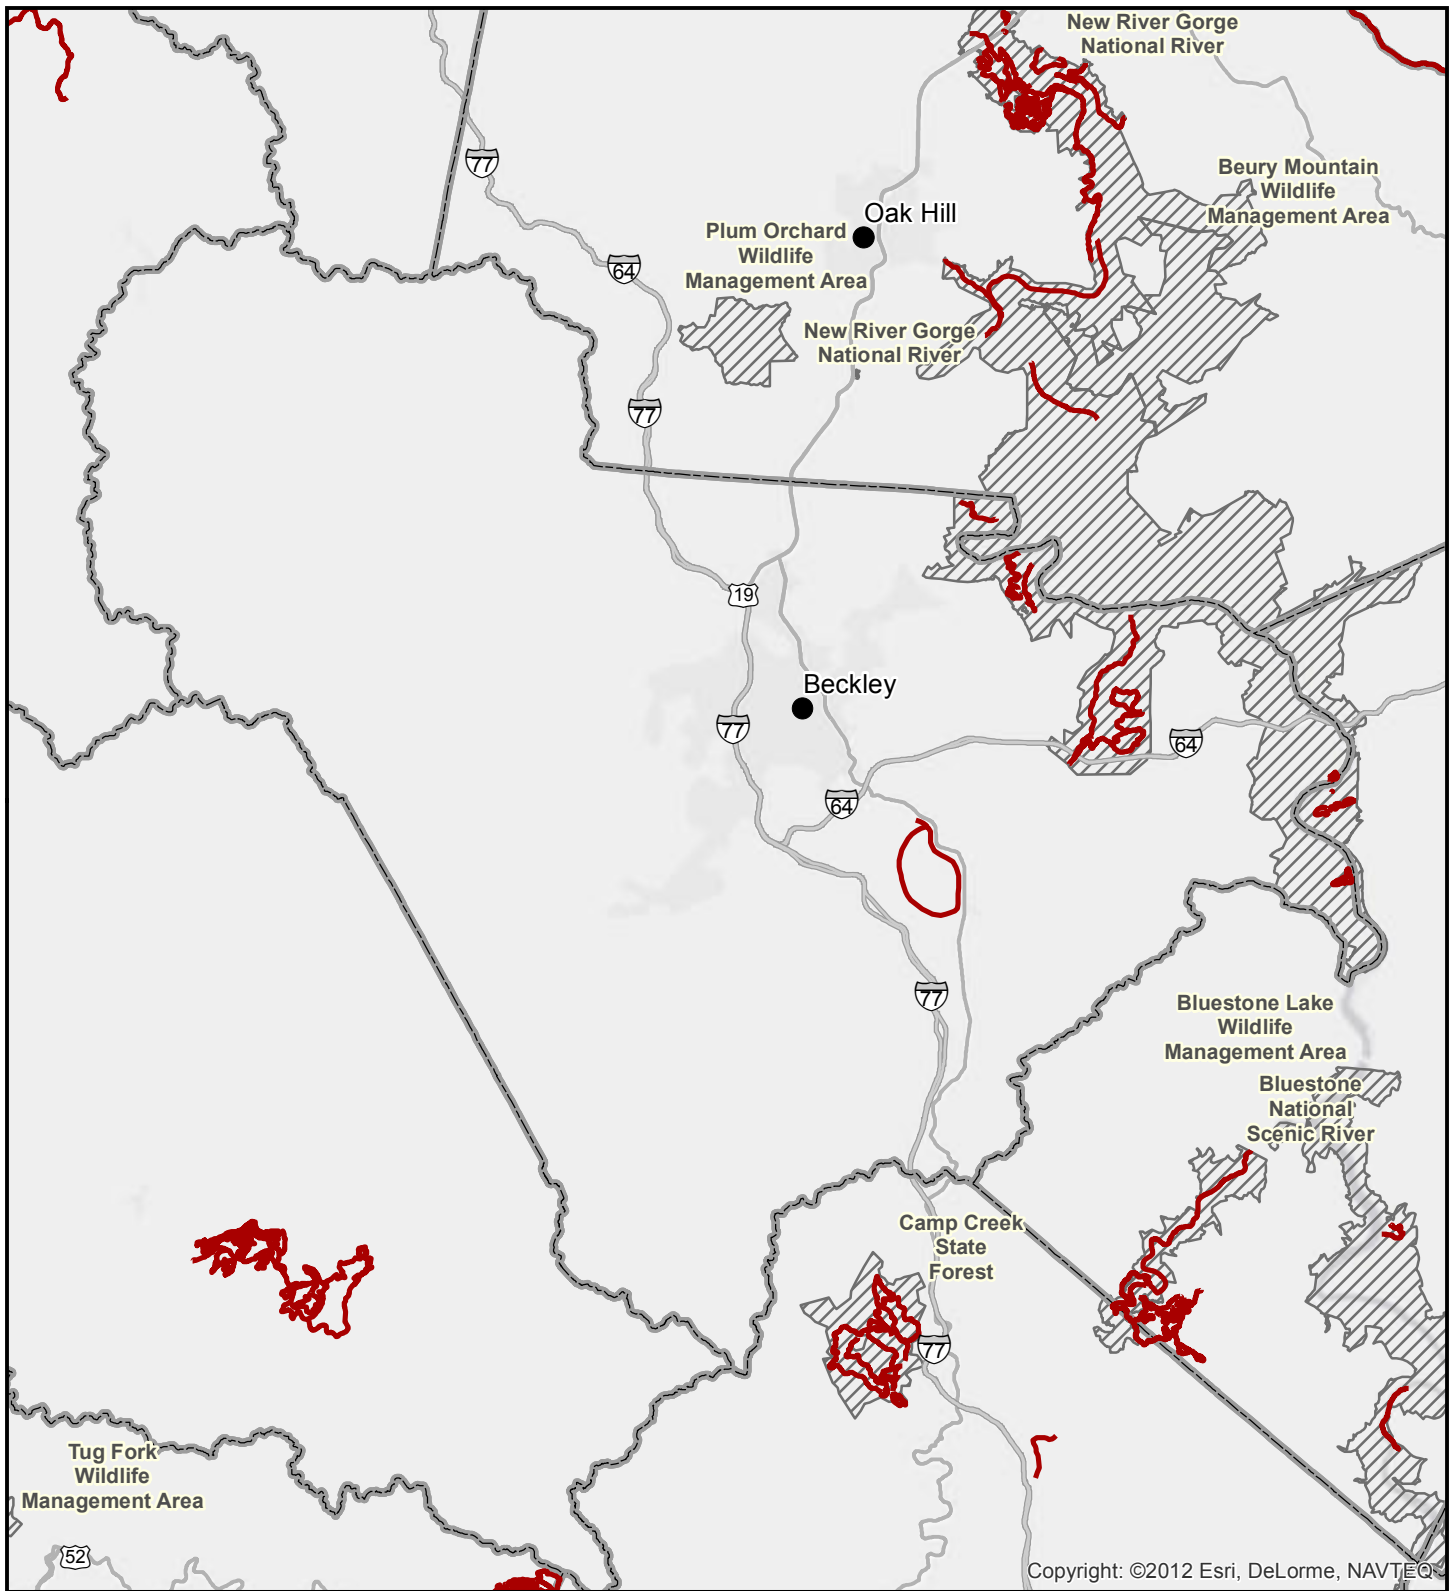 New River Gorge
National River
77
Beury Mountain
Wildlife
Management Area
Oak Hill
Plum Orchard
Wildlife
Management Area
64
New River Gorge
National River
77
19
Beckley
77
64
64
77
Bluestone Lake
Wildlife
Management Area
Bluestone
National
Scenic River
Camp Creek
State
Forest
77
Tug Fork
Wildlife
Management Area
52
Copyright: ©2012 Esri, DeLorme, NAVTEQ